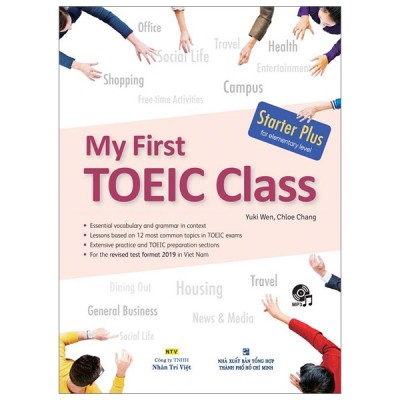 Office
Social Life
Travel
Health
Entertainment
Shopping
Campus
Free-time Activities
Starter Plus
for elementary level
My First
TOEIC Class
Yuki Wen, Chloe Chang
• Essential vocabulary and grammar in context
• Lessons based on 12 most common topics in TOEIC exams
• Extensive practice and TOEIC preparation sections
• For the revised test format 2019 in Viet Nam
Dining Out
Housing
Travel
MP3
General Business
News & Media
Social Life
NTV
Công ty TNHH
Nhân Trí Việt
NHÀ XUẤT BẢN TỔNG HỢP
THÀNH PHỐ HỒ CHÍ MINH